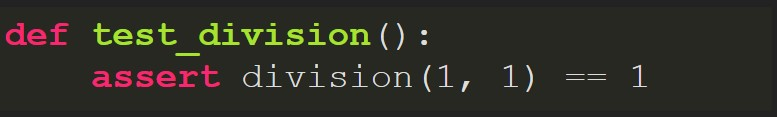 def test_division():
    assert division(1, 1) == 1